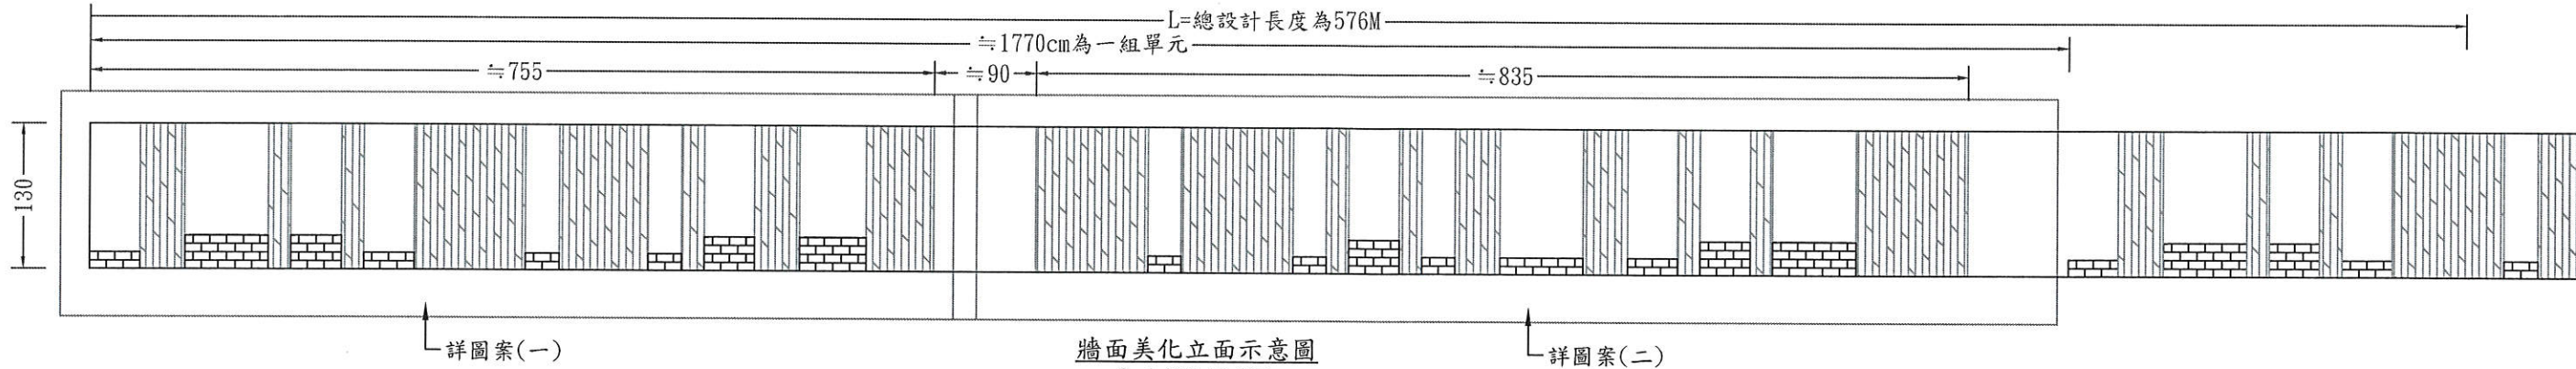 L=總設計長度為576M
≒1770cm為一組單元
≒755
≒90
≒835
130
詳圖案(一)
牆面美化立面示意圖
詳圖案(二)